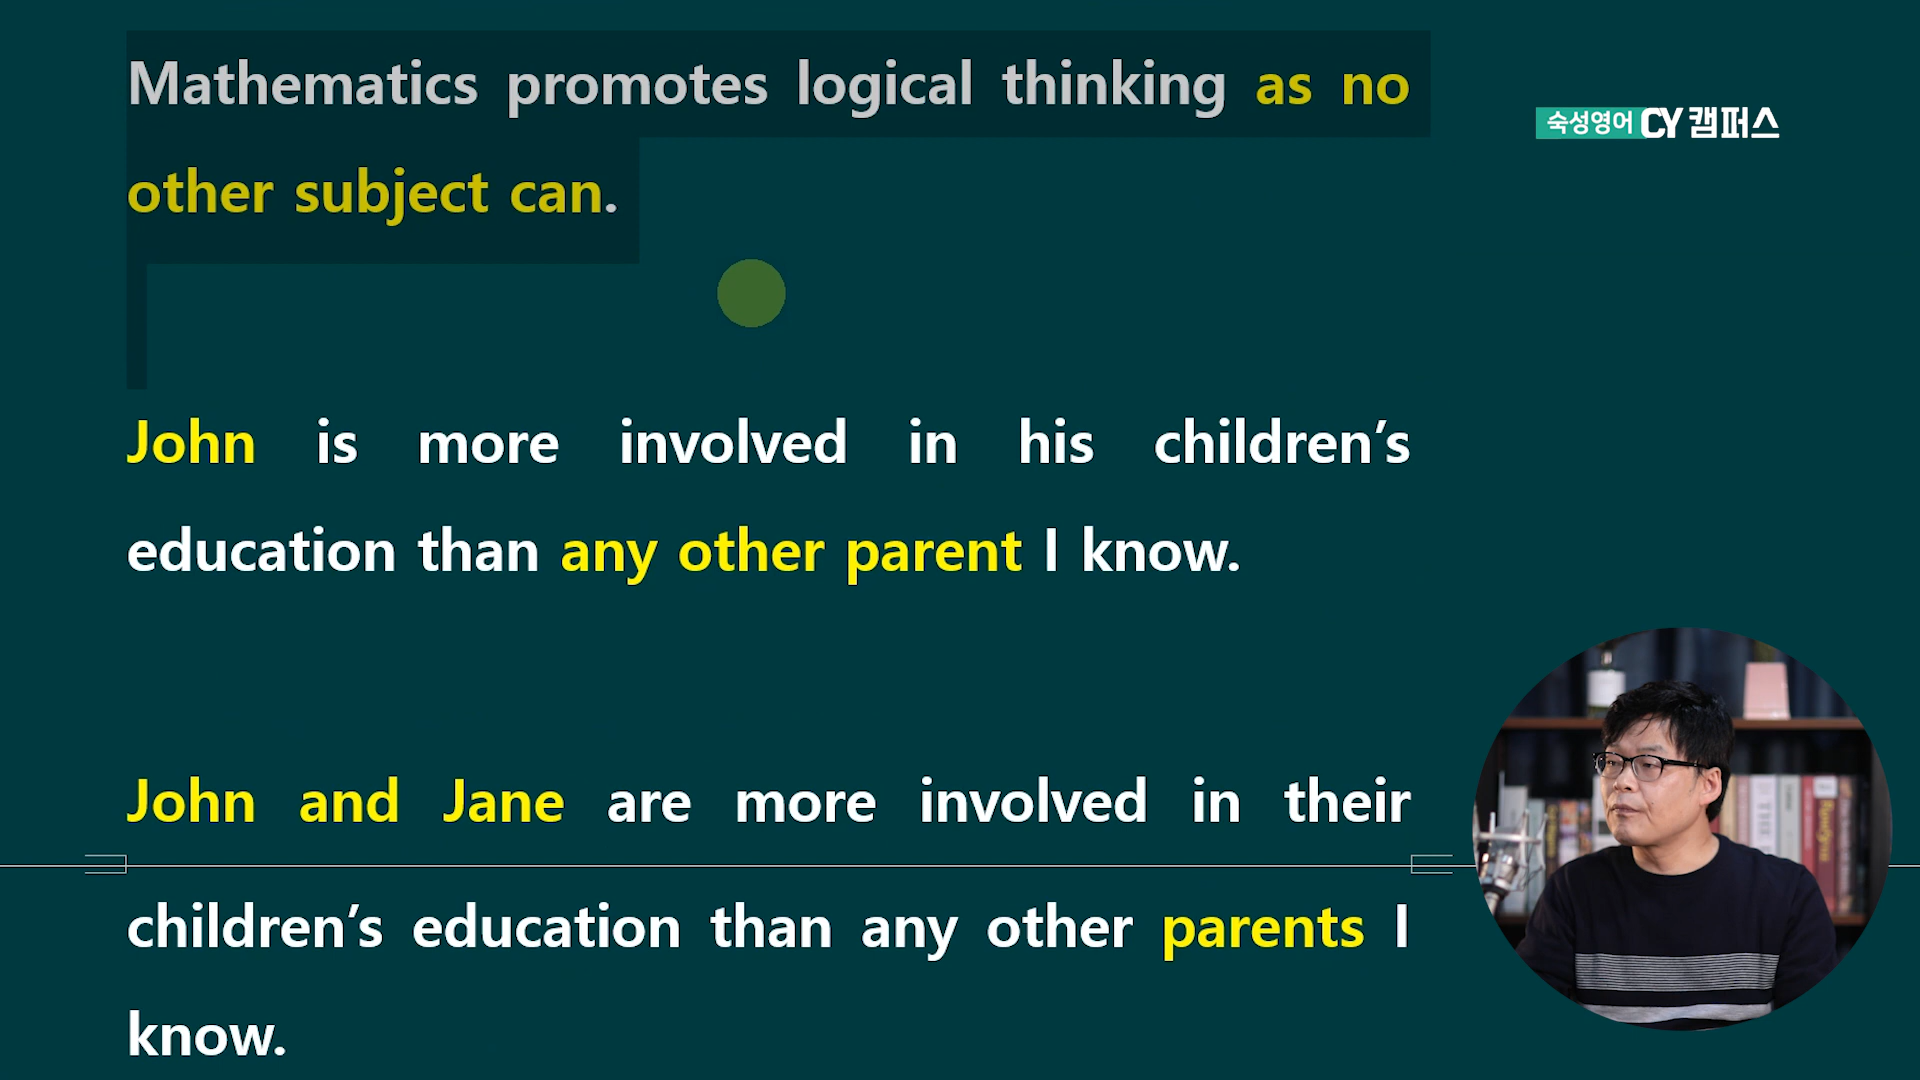 Mathematics promotes logical thinking as no
other subject can.
숙성영어 CY캠퍼스
John is more involved in his children’s
education than any other parent I know.
John and Jane are more involved in their
children’s education than any other parents I
know.